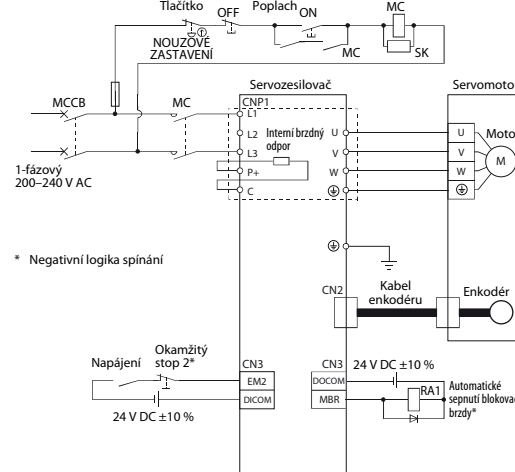 Tlačítko
OFF
Poplach
ON
MC
NOUZOVÉ
ZASTAVENÍ
MC
SK
Servozesilovač
Servomoto
MCCB
MC
CNP1
L1
L2
Interní brzdný
odpor
U
U
Moto
L3
V
V
M
P+
W
W
1-fázový
200–240 V AC
C
* Negativní logika spínání
CN2
Kabel
enkodéru
Enkodér
Napájení
Okamžitý
stop 2*
CN3
CN3
24 V DC ±10 %
EM2
DOCOM
DICOM
MBR
RA1
Automatické
sepnutí blokovac
brzdy*
24 V DC ±10 %